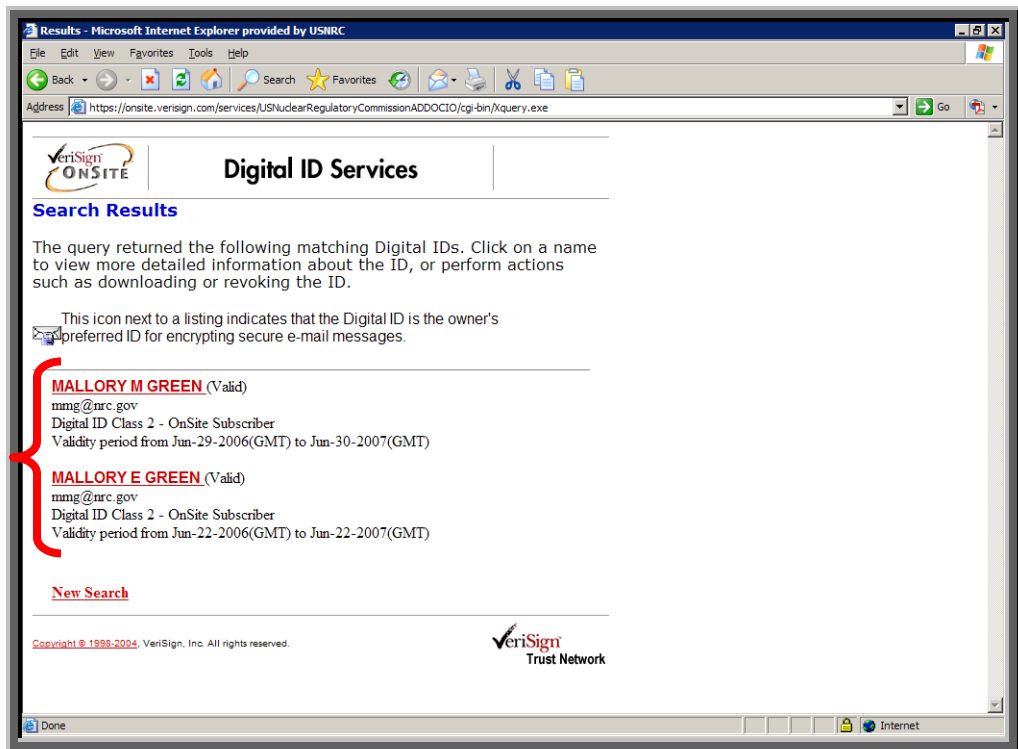 Results - Microsoft Internet Explorer provided by USNRC
File Edit View Favorites Tools Help
Back Search Favorites
Address https://onsite.verisign.com/services/USNuclearRegulatoryCommissionADDOCIO/cgi-bin/Xquery.exe Go
VeriSign
ONSITE
Digital ID Services
Search Results
The query returned the following matching Digital IDs. Click on a name
to view more detailed information about the ID, or perform actions
such as downloading or revoking the ID.
This icon next to a listing indicates that the Digital ID is the owner's
preferred ID for encrypting secure e-mail messages.
MALLORY M GREEN (Valid)
mmg@nrc.gov
Digital ID Class 2 - OnSite Subscriber
Validity period from Jun-29-2006(GMT) to Jun-30-2007(GMT)
MALLORY E GREEN (Valid)
mmg@nrc.gov
Digital ID Class 2 - OnSite Subscriber
Validity period from Jun-22-2006(GMT) to Jun-22-2007(GMT)
New Search
Copyright © 1998-2004, VeriSign, Inc. All rights reserved.
VeriSign
Trust Network
Done Internet